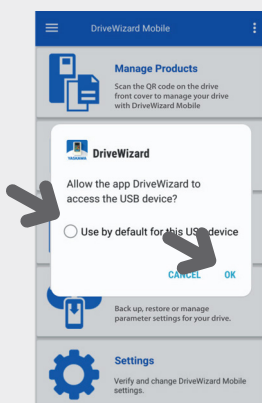 DriveWizard Mobile
Manage Products
Scan the QR code on the drive
front cover to manage your drive
with DriveWizard Mobile
YASKAWA
DriveWizard
Allow the app DriveWizard to
access the USB device?
Use by default for this USB device
CANCEL OK
Back up, restore or manage
parameter settings for your drive.
Settings
Verify and change DriveWizard Mobile
settings.